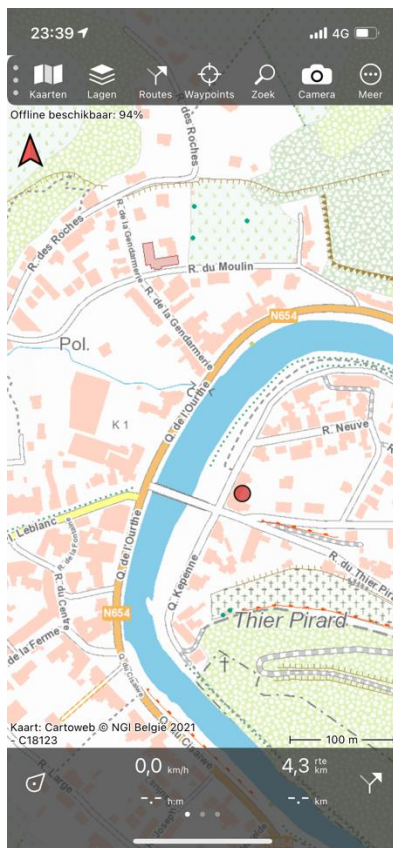 23:39
4G
Kaarten Lagen Routes Waypoints Zoek Camera Meer
Offline beschikbaar: 94%
R. des Roches
R. des Roches
R. de la Gendarmerie
R. du Moulin
R. de la Gendarmerie
N654
Pol.
K 1
Q. de l'Ourthe
R. Neuve
Leblanc
R. du Centre
Q. de l'Ourthe
Q. Kepenne
R. du Thier Pira
N654
Thier Pirard
de la Ferme
Kaart: Cartoweb © NGI België 2021
- C18123
100 m
0,0 km/h
4,3 rte km
-.- h:m
-.- km